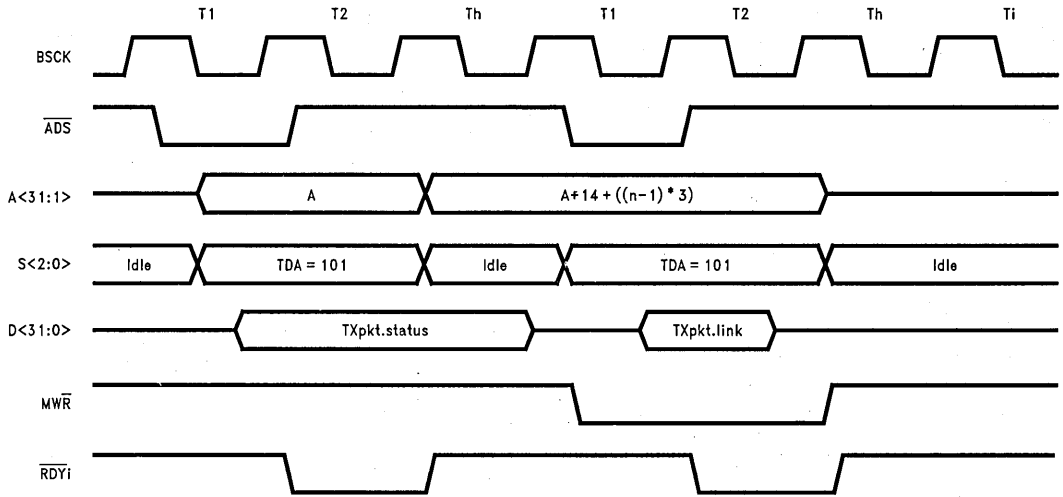 T1 T2 Th T1 T2 Th Ti
BSCK
ADS
A<31:1> A A+14+((n-1)*3)
S<2:0> Idle TDA=101 Idle TDA=101 Idle
D<31:0> TXpkt.status TXpkt.link
MWR
RDYi